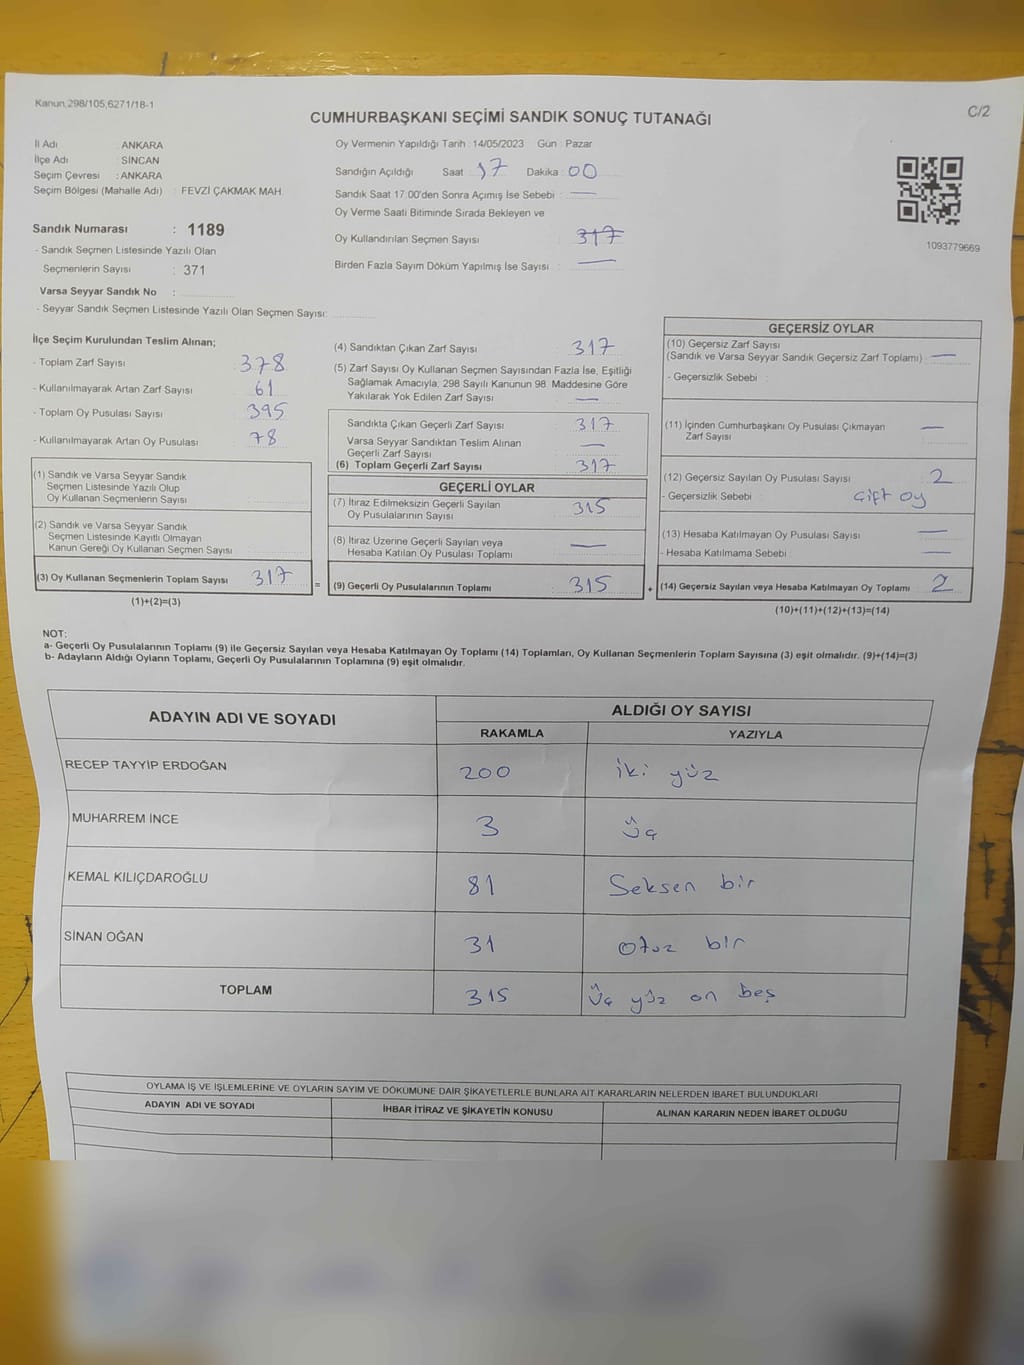 Kanun,298/105,6271/18-1
C/2
CUMHURBAŞKANI SEÇİMİ SANDIK SONUÇ TUTANAĞI
İl Adı : ANKARA
İlçe Adı : SİNCAN
Seçim Çevresi : ANKARA
Seçim Bölgesi (Mahalle Adı) : FEVZİ ÇAKMAK MAH.
Sandık Numarası : 1189
- Sandık Seçmen Listesinde Yazılı Olan
Seçmenlerin Sayısı : 371
Varsa Seyyar Sandık No :
- Seyyar Sandık Seçmen Listesinde Yazılı Olan Seçmen Sayısı:
Oy Vermenin Yapıldığı Tarih : 14/05/2023 Gün : Pazar
Sandığın Açıldığı Saat : 17 Dakika : 00
Sandık Saat 17:00'den Sonra Açımış İse Sebebi : —
Oy Verme Saati Bitiminde Sırada Bekleyen ve
Oy Kullandırılan Seçmen Sayısı : 317
Birden Fazla Sayım Döküm Yapılmış İse Sayısı : —
1093779669
İlçe Seçim Kurulundan Teslim Alınan;
- Toplam Zarf Sayısı : 378
- Kullanılmayarak Artan Zarf Sayısı : 61
- Toplam Oy Pusulası Sayısı : 395
- Kullanılmayarak Artan Oy Pusulası : 78
(1) Sandık ve Varsa Seyyar Sandık
Seçmen Listesinde Yazılı Olup
Oy Kullanan Seçmenlerin Sayısı :
(2) Sandık ve Varsa Seyyar Sandık
Seçmen Listesinde Kayıtlı Olmayan
Kanun Gereği Oy Kullanan Seçmen Sayısı :
(3) Oy Kullanan Seçmenlerin Toplam Sayısı : 317
(1)+(2)=(3)
=
(4) Sandıktan Çıkan Zarf Sayısı : 317
(5) Zarf Sayısı Oy Kullanan Seçmen Sayısından Fazla İse, Eşitliği
Sağlamak Amacıyla, 298 Sayılı Kanunun 98. Maddesine Göre
Yakılarak Yok Edilen Zarf Sayısı : —
Sandıkta Çıkan Geçerli Zarf Sayısı : 317
Varsa Seyyar Sandıktan Teslim Alınan
Geçerli Zarf Sayısı : —
(6) Toplam Geçerli Zarf Sayısı : 317
GEÇERLİ OYLAR
(7) İtiraz Edilmeksizin Geçerli Sayılan
Oy Pusulalarının Sayısı : 315
(8) İtiraz Üzerine Geçerli Sayılan veya
Hesaba Katılan Oy Pusulası Toplamı : —
(9) Geçerli Oy Pusulalarının Toplamı : 315
+
GEÇERSİZ OYLAR
(10) Geçersiz Zarf Sayısı
(Sandık ve Varsa Seyyar Sandık Geçersiz Zarf Toplamı) : —
- Geçersizlik Sebebi :
(11) İçinden Cumhurbaşkanı Oy Pusulası Çıkmayan
Zarf Sayısı : —
(12) Geçersiz Sayılan Oy Pusulası Sayısı : 2
- Geçersizlik Sebebi : Çift oy
(13) Hesaba Katılmayan Oy Pusulası Sayısı : —
- Hesaba Katılmama Sebebi : —
(14) Geçersiz Sayılan veya Hesaba Katılmayan Oy Toplamı : 2
(10)+(11)+(12)+(13)=(14)
NOT:
a- Geçerli Oy Pusulalarının Toplamı (9) ile Geçersiz Sayılan veya Hesaba Katılmayan Oy Toplamı (14) Toplamları, Oy Kullanan Seçmenlerin Toplam Sayısına (3) eşit olmalıdır. (9)+(14)=(3)
b- Adayların Aldığı Oyların Toplamı, Geçerli Oy Pusulalarının Toplamına (9) eşit olmalıdır.
ADAYIN ADI VE SOYADI ALDIĞI OY SAYISI
RAKAMLA YAZIYLA
RECEP TAYYİP ERDOĞAN 200 iki yüz
MUHARREM İNCE 3 üç
KEMAL KILIÇDAROĞLU 81 Seksen bir
SİNAN OĞAN 31 Otuz bir
TOPLAM 315 Üç yüz on beş
OYLAMA İŞ VE İŞLEMLERİNE VE OYLARIN SAYIM VE DÖKÜMÜNE DAİR ŞİKAYETLERLE BUNLARA AİT KARARLARIN NELERDEN İBARET BULUNDUKLARI
ADAYIN ADI VE SOYADI İHBAR İTİRAZ VE ŞİKAYETİN KONUSU ALINAN KARARIN NEDEN İBARET OLDUĞU